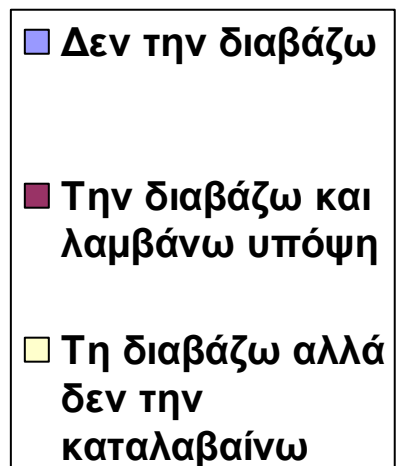 Δεν την διαβάζω
Την διαβάζω και
λαμβάνω υπόψη
Τη διαβάζω αλλά
δεν την
καταλαβαίνω